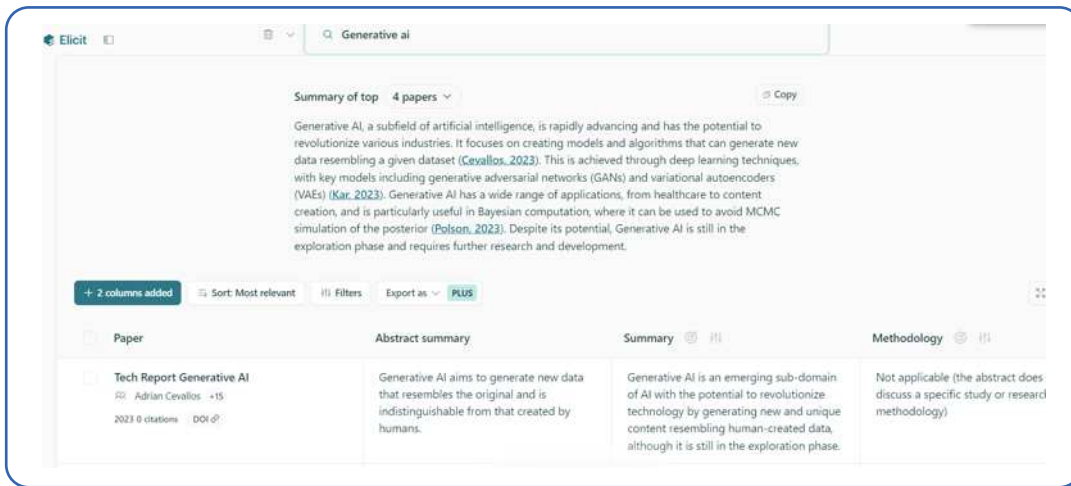 Elicit
Generative ai
Summary of top 4 papers
Copy
Generative AI, a subfield of artificial intelligence, is rapidly advancing and has the potential to
revolutionize various industries. It focuses on creating models and algorithms that can generate new
data resembling a given dataset (Cevallos, 2023). This is achieved through deep learning techniques,
with key models including generative adversarial networks (GANs) and variational autoencoders
(VAEs) (Kar, 2023). Generative AI has a wide range of applications, from healthcare to content
creation, and is particularly useful in Bayesian computation, where it can be used to avoid MCMC
simulation of the posterior (Polson, 2023). Despite its potential, Generative AI is still in the
exploration phase and requires further research and development.
+ 2 columns added
Sort: Most relevant
Filters
Export as PLUS
Paper
Abstract summary
Summary
Methodology
Tech Report Generative AI
Adrian Cevallos +15
2023 0 citations DOI
Generative AI aims to generate new data
that resembles the original and is
indistinguishable from that created by
humans.
Generative AI is an emerging sub-domain
of AI with the potential to revolutionize
technology by generating new and unique
content resembling human-created data,
although it is still in the exploration phase.
Not applicable (the abstract does
discuss a specific study or researc
methodology)